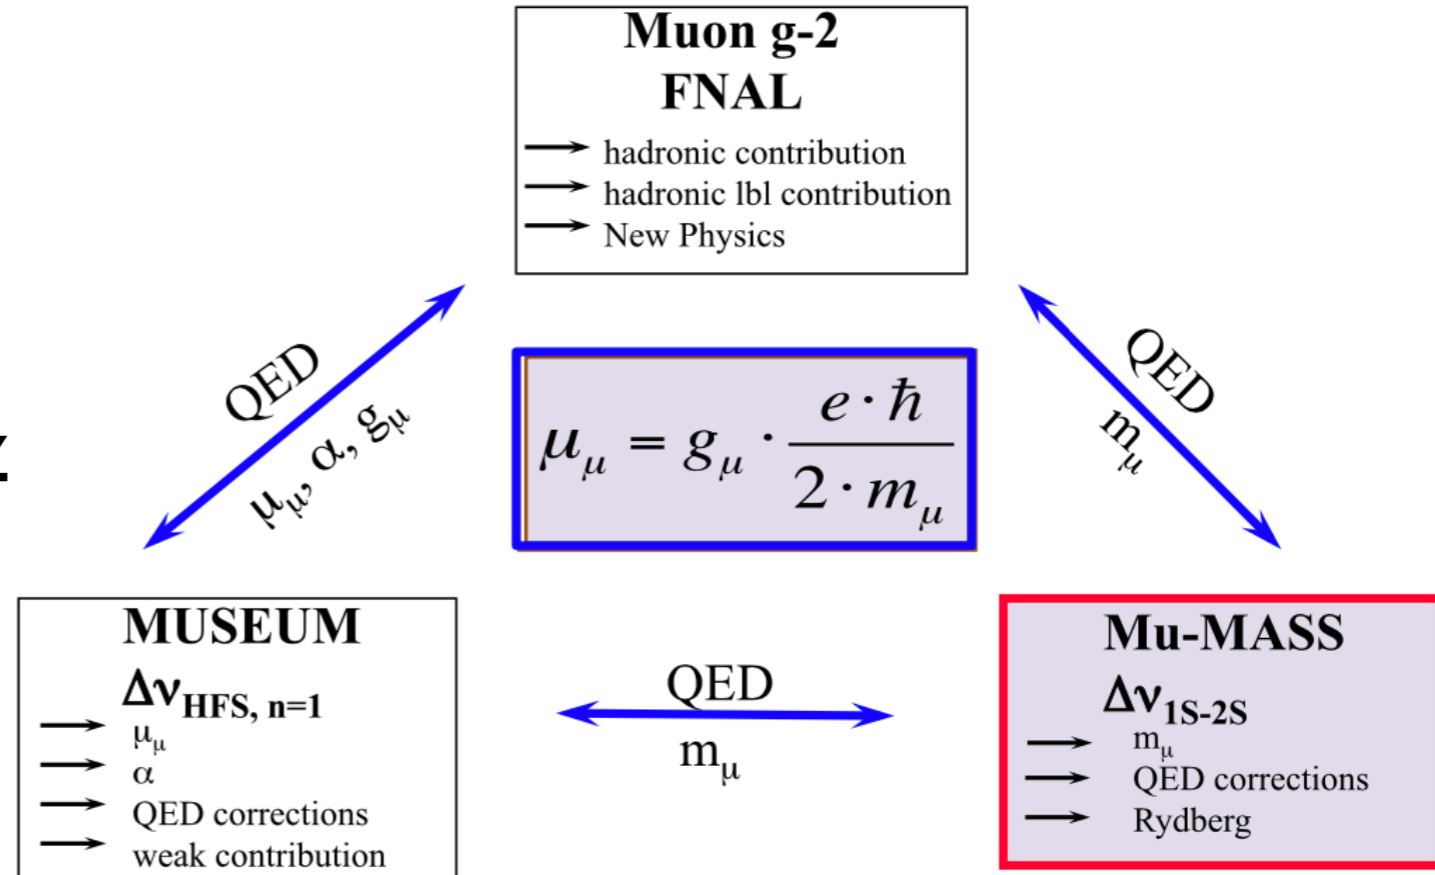 Muon g-2
FNAL
→ hadronic contribution
→ hadronic lbl contribution
→ New Physics
QED
μμ, α, gμ
z
μμ = gμ · e · ħ / 2 · mμ
QED
mμ
MUSEUM
ΔνHFS, n=1
→ μμ
→ α
→ QED corrections
→ weak contribution
QED
mμ
Mu-MASS
Δν1S-2S
→ mμ
→ QED corrections
→ Rydberg